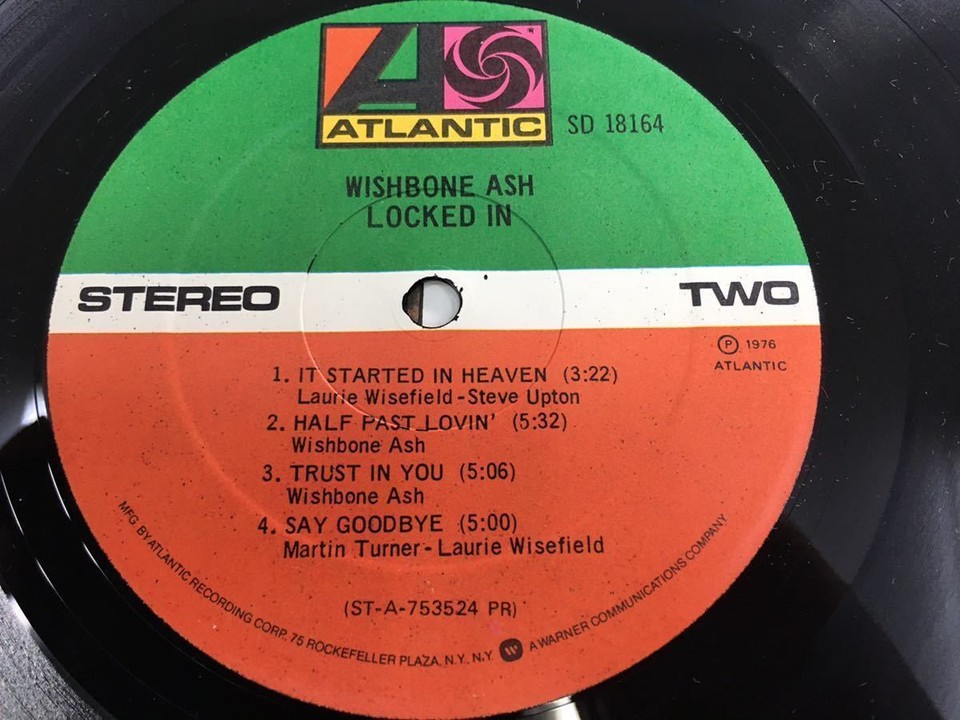 ATLANTIC
SD 18164
WISHBONE ASH
LOCKED IN
STEREO
TWO
Ⓟ 1976
ATLANTIC
1. IT STARTED IN HEAVEN (3:22)
Laurie Wisefield-Steve Upton
2. HALF PAST LOVIN' (5:32)
Wishbone Ash
3. TRUST IN YOU (5:06)
Wishbone Ash
4. SAY GOODBYE (5:00)
Martin Turner-Laurie Wisefield
(ST-A-753524 PR)
MFG. BY ATLANTIC RECORDING CORP. 75 ROCKEFELLER PLAZA, N.Y. N.Y. A WARNER COMMUNICATIONS COMPANY